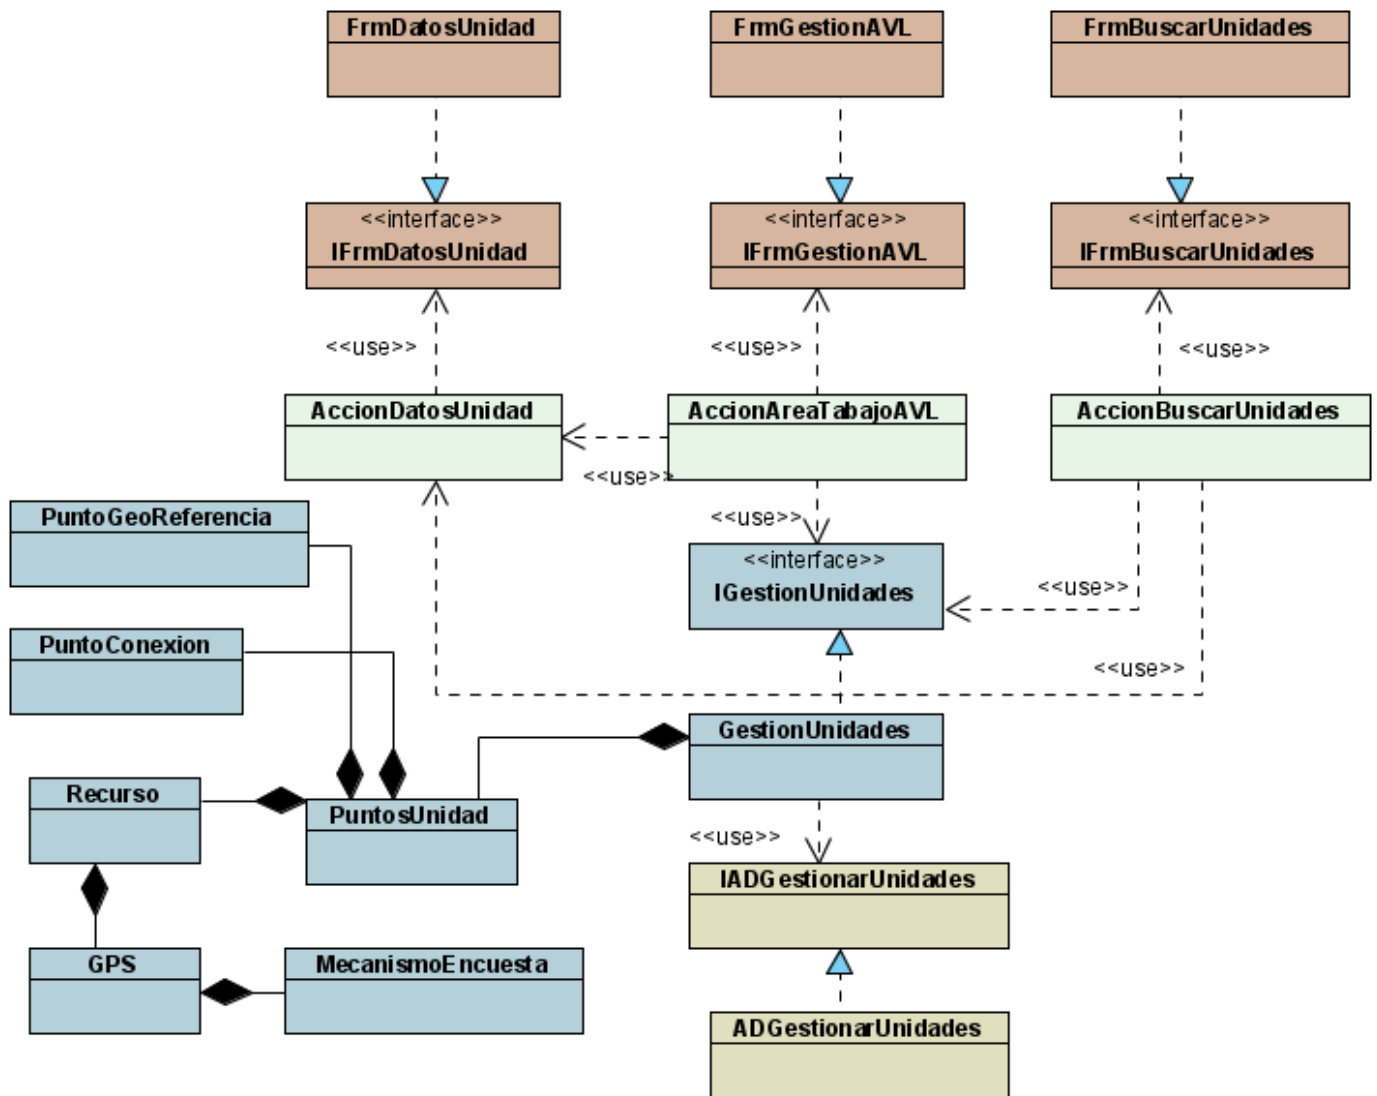 FrmDatosUnidad
FrmGestionAVL
FrmBuscarUnidades
<<interface>>
IFrmDatosUnidad
<<interface>>
IFrmGestionAVL
<<interface>>
IFrmBuscarUnidades
<<use>>
<<use>>
<<use>>
AccionDatosUnidad
AccionAreaTabajoAVL
AccionBuscarUnidades
<<use>>
PuntoGeoReferencia
<<use>>
<<interface>>
IGestionUnidades
<<use>>
PuntoConexion
<<use>>
GestionUnidades
Recurso
PuntosUnidad
<<use>>
IADGestionarUnidades
GPS
MecanismoEncuesta
ADGestionarUnidades